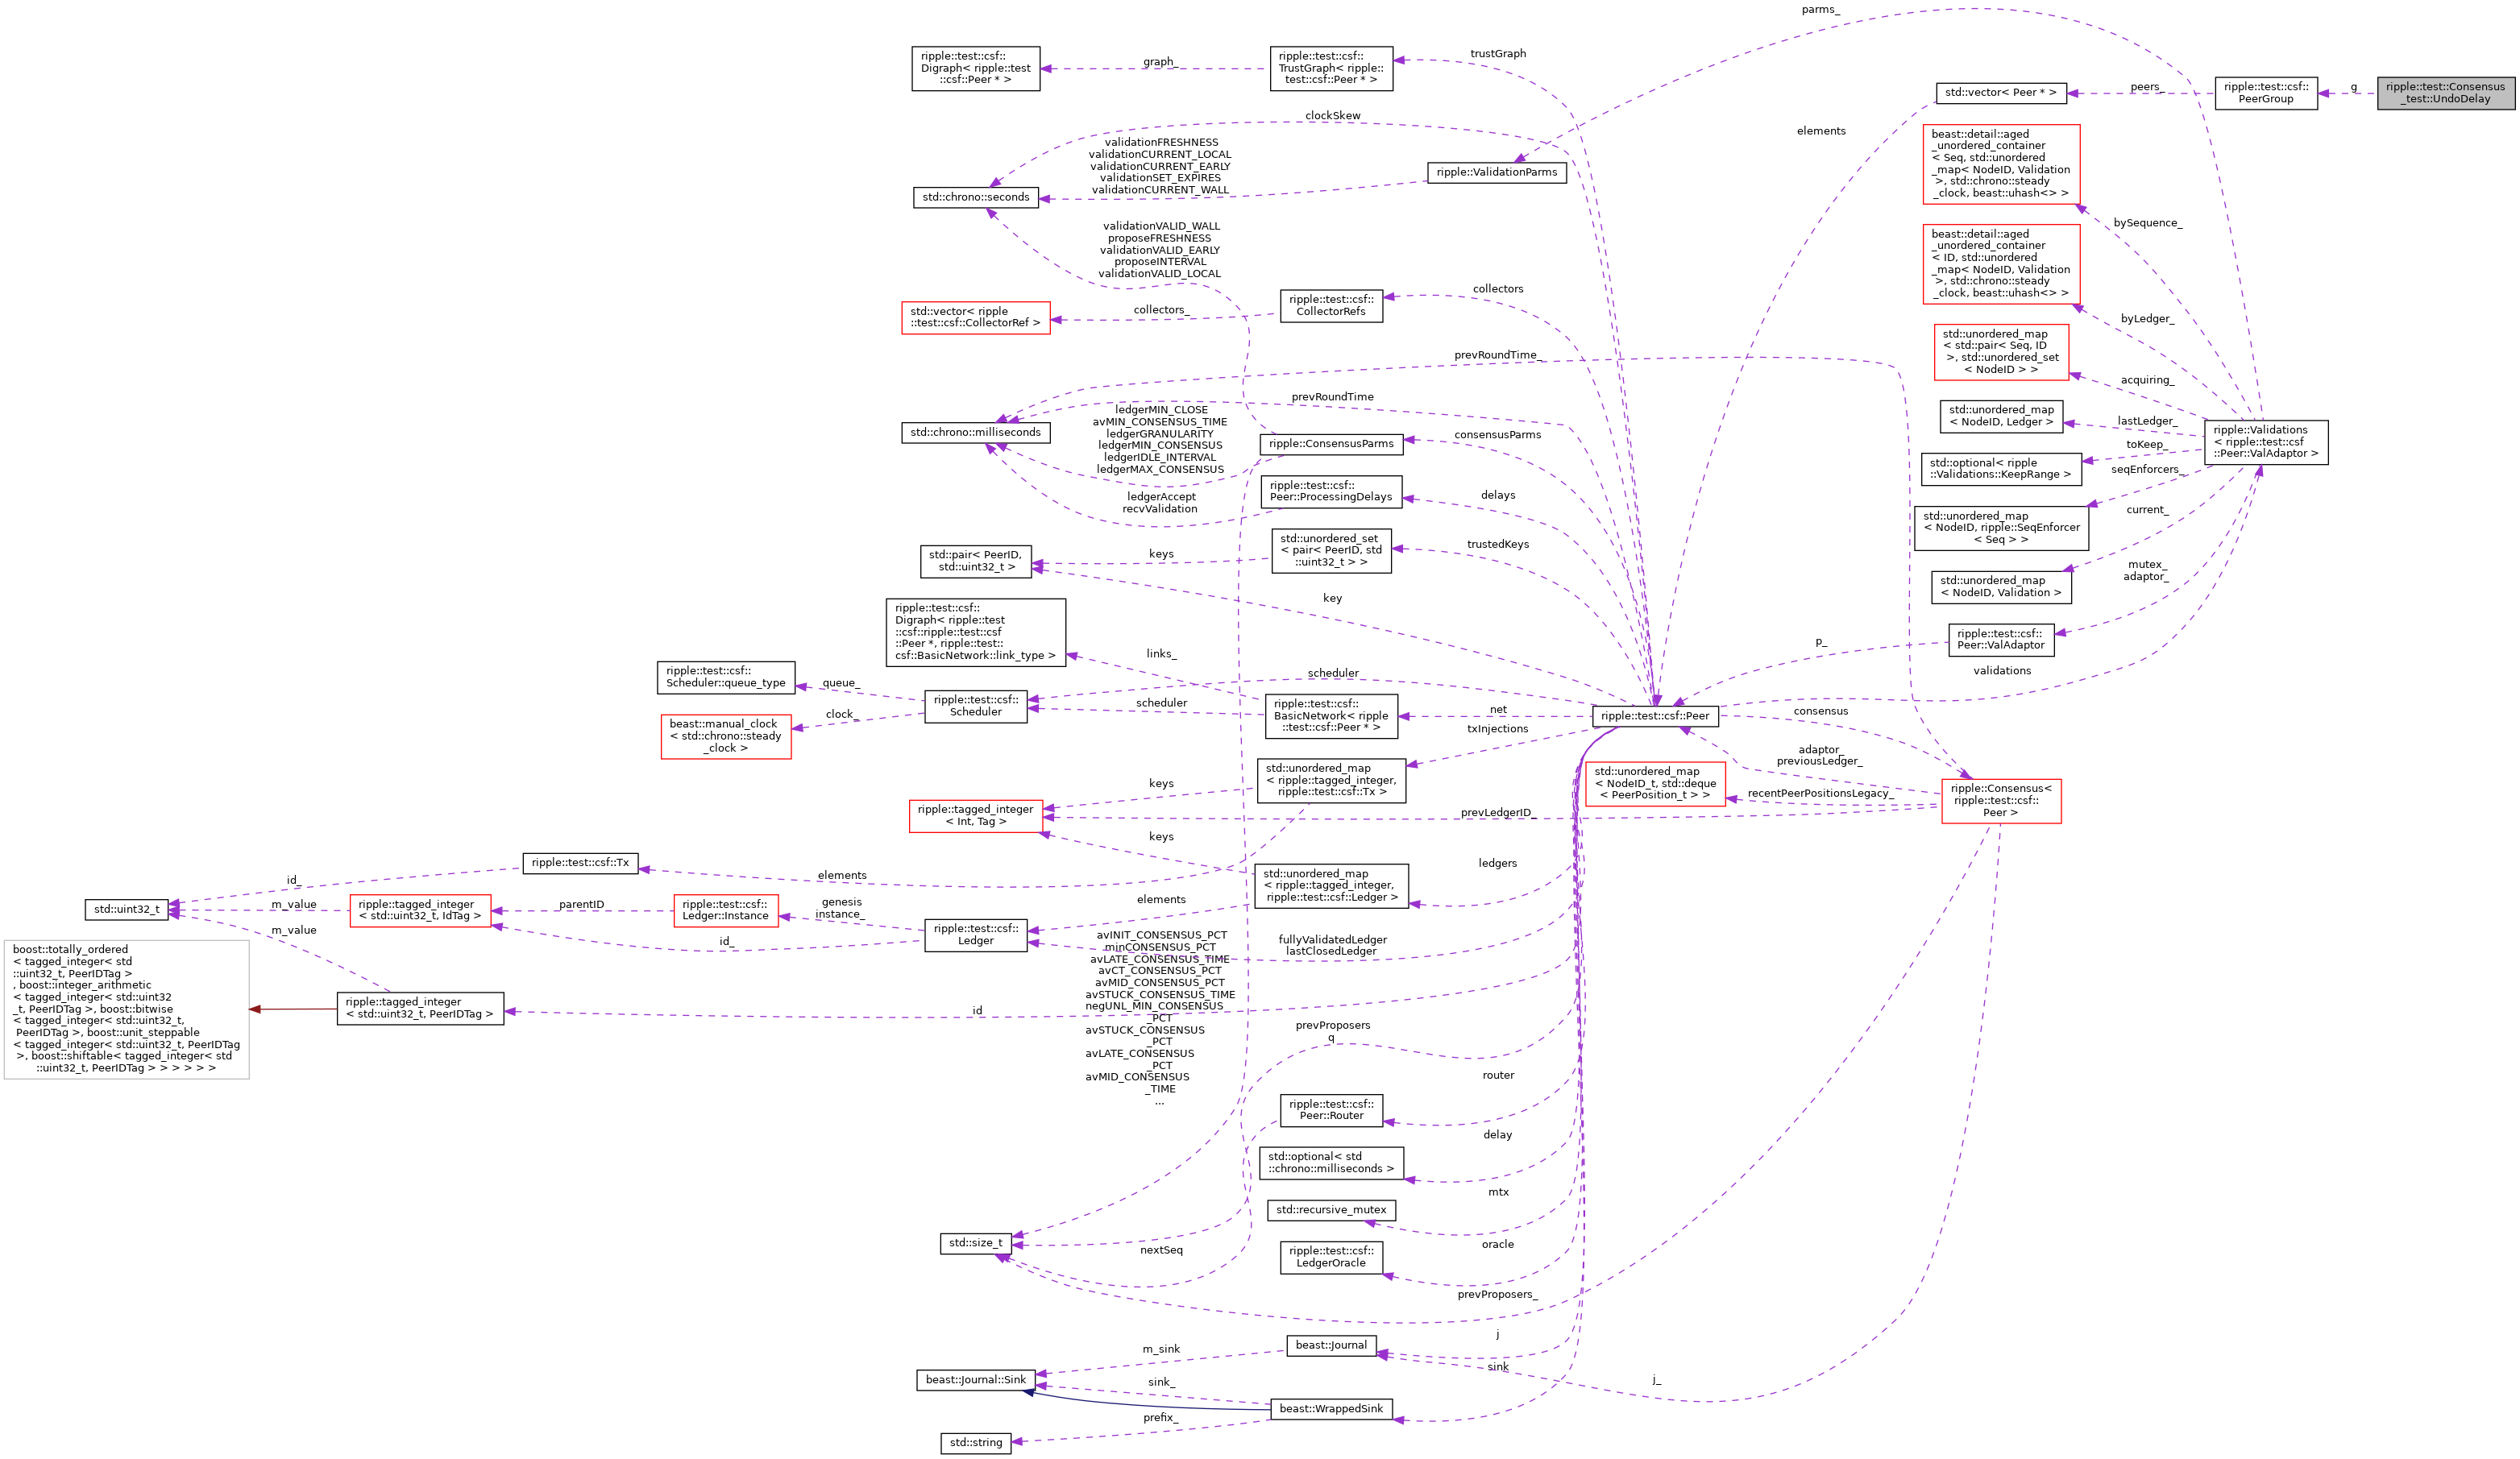 parms_
ripple::test::csf::
Digraph< ripple::test
::csf::Peer * >
graph_
ripple::test::csf::
TrustGraph< ripple::
test::csf::Peer * >
trustGraph
std::vector< Peer * >
peers_
ripple::test::csf::
PeerGroup
g
ripple::test::Consensus
_test::UndoDelay
clockSkew
elements
validationFRESHNESS
validationCURRENT_LOCAL
validationCURRENT_EARLY
validationSET_EXPIRES
validationCURRENT_WALL
ripple::ValidationParms
std::chrono::seconds
beast::detail::aged
_unordered_container
< Seq, std::unordered
_map< NodeID, Validation
>, std::chrono::steady
_clock, beast::uhash<> >
bySequence_
validationVALID_WALL
proposeFRESHNESS
validationVALID_EARLY
proposeINTERVAL
validationVALID_LOCAL
beast::detail::aged
_unordered_container
< ID, std::unordered
_map< NodeID, Validation
>, std::chrono::steady
_clock, beast::uhash<> >
byLedger_
std::vector< ripple
::test::csf::CollectorRef >
collectors_
ripple::test::csf::
CollectorRefs
collectors
std::unordered_map
< std::pair< Seq, ID
>, std::unordered_set
< NodeID > >
acquiring_
prevRoundTime_
prevRoundTime
std::chrono::milliseconds
ledgerMIN_CLOSE
avMIN_CONSENSUS_TIME
ledgerGRANULARITY
ledgerMIN_CONSENSUS
ledgerIDLE_INTERVAL
ledgerMAX_CONSENSUS
ripple::ConsensusParms
consensusParms
std::unordered_map
< NodeID, Ledger >
lastLedger_
ripple::Validations
< ripple::test::csf
::Peer::ValAdaptor >
toKeep_
std::optional< ripple
::Validations::KeepRange >
seqEnforcers_
ledgerAccept
recvValidation
ripple::test::csf::
Peer::ProcessingDelays
delays
std::unordered_map
< NodeID, ripple::SeqEnforcer
< Seq > >
current_
std::pair< PeerID,
std::uint32_t >
keys
std::unordered_set
< pair< PeerID, std
::uint32_t > >
trustedKeys
std::unordered_map
< NodeID, Validation >
mutex_
adaptor_
key
ripple::test::csf::
Digraph< ripple::test
::csf::ripple::test::csf
::Peer *, ripple::test::
csf::BasicNetwork::link_type >
links_
ripple::test::csf::
Peer::ValAdaptor
p_
validations
ripple::test::csf::
Scheduler::queue_type
queue_
ripple::test::csf::
Scheduler
scheduler
scheduler
ripple::test::csf::
BasicNetwork< ripple
::test::csf::Peer * >
net
ripple::test::csf::Peer
consensus
beast::manual_clock
< std::chrono::steady
_clock >
clock_
txInjections
adaptor_
previousLedger_
std::unordered_map
< ripple::tagged_integer,
ripple::test::csf::Tx >
keys
std::unordered_map
< NodeID_t, std::deque
< PeerPosition_t > >
recentPeerPositionsLegacy_
ripple::Consensus<
ripple::test::csf::
Peer >
ripple::tagged_integer
< Int, Tag >
prevLedgerID_
keys
ripple::test::csf::Tx
elements
std::unordered_map
< ripple::tagged_integer,
ripple::test::csf::Ledger >
ledgers
id_
std::uint32_t
m_value
ripple::tagged_integer
< std::uint32_t, IdTag >
parentID
ripple::test::csf::
Ledger::Instance
genesis
instance_
ripple::test::csf::
Ledger
elements
id_
m_value
fullyValidatedLedger
lastClosedLedger
boost::totally_ordered
< tagged_integer< std
::uint32_t, PeerIDTag >
, boost::integer_arithmetic
< tagged_integer< std::uint32
_t, PeerIDTag >, boost::bitwise
< tagged_integer< std::uint32_t,
PeerIDTag >, boost::unit_steppable
< tagged_integer< std::uint32_t, PeerIDTag
>, boost::shiftable< tagged_integer< std
::uint32_t, PeerIDTag > > > > > >
ripple::tagged_integer
< std::uint32_t, PeerIDTag >
id
avINIT_CONSENSUS_PCT
minCONSENSUS_PCT
avLATE_CONSENSUS_TIME
avCT_CONSENSUS_PCT
avMID_CONSENSUS_PCT
avSTUCK_CONSENSUS_TIME
negUNL_MIN_CONSENSUS
_PCT
avSTUCK_CONSENSUS
_PCT
avLATE_CONSENSUS
_PCT
avMID_CONSENSUS
_TIME
...
prevProposers
q
ripple::test::csf::
Peer::Router
router
std::optional< std
::chrono::milliseconds >
delay
std::recursive_mutex
mtx
std::size_t
nextSeq
ripple::test::csf::
LedgerOracle
oracle
prevProposers_
beast::Journal
j
m_sink
beast::Journal::Sink
sink_
sink
j_
beast::WrappedSink
prefix_
std::string